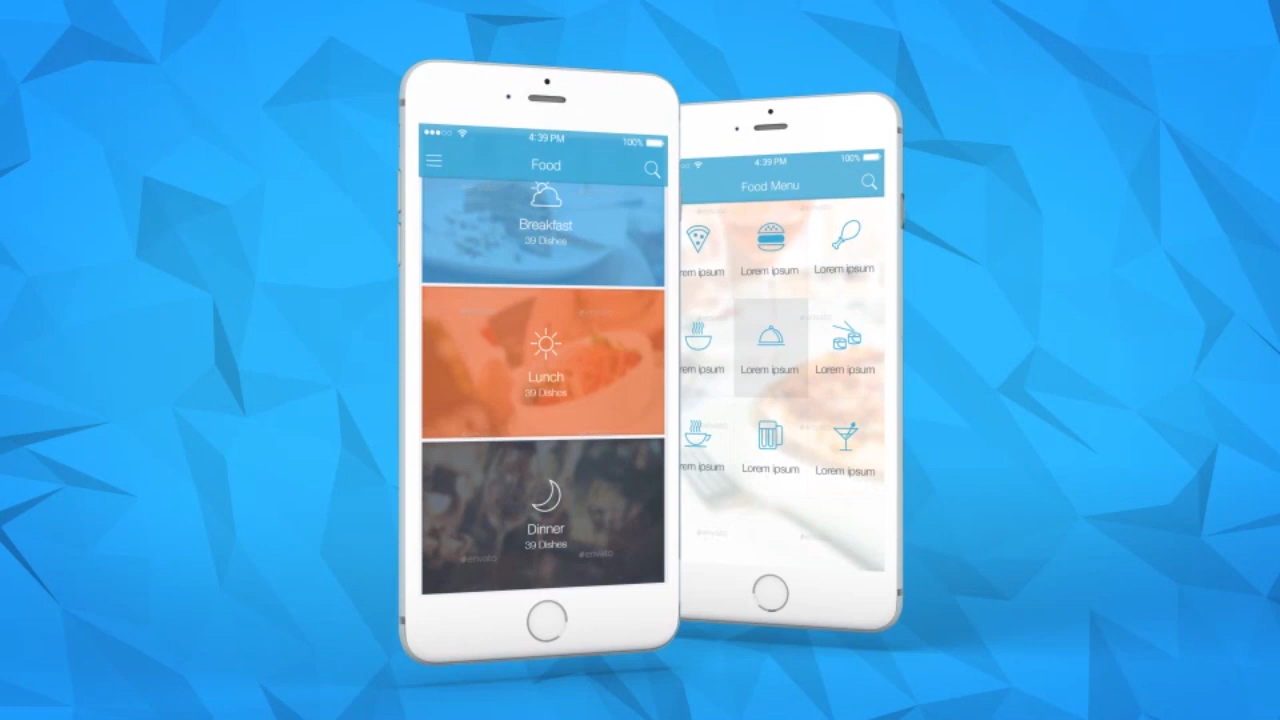 4:39 PM
100%
Food
Breakfast
39 Dishes
Lunch
39 Dishes
Dinner
39 Dishes
#envato
#envato
4:39 PM
100%
Food Menu
rem ipsum
Lorem ipsum
Lorem ipsum
rem ipsum
Lorem ipsum
Lorem ipsum
rem ipsum
Lorem ipsum
Lorem ipsum